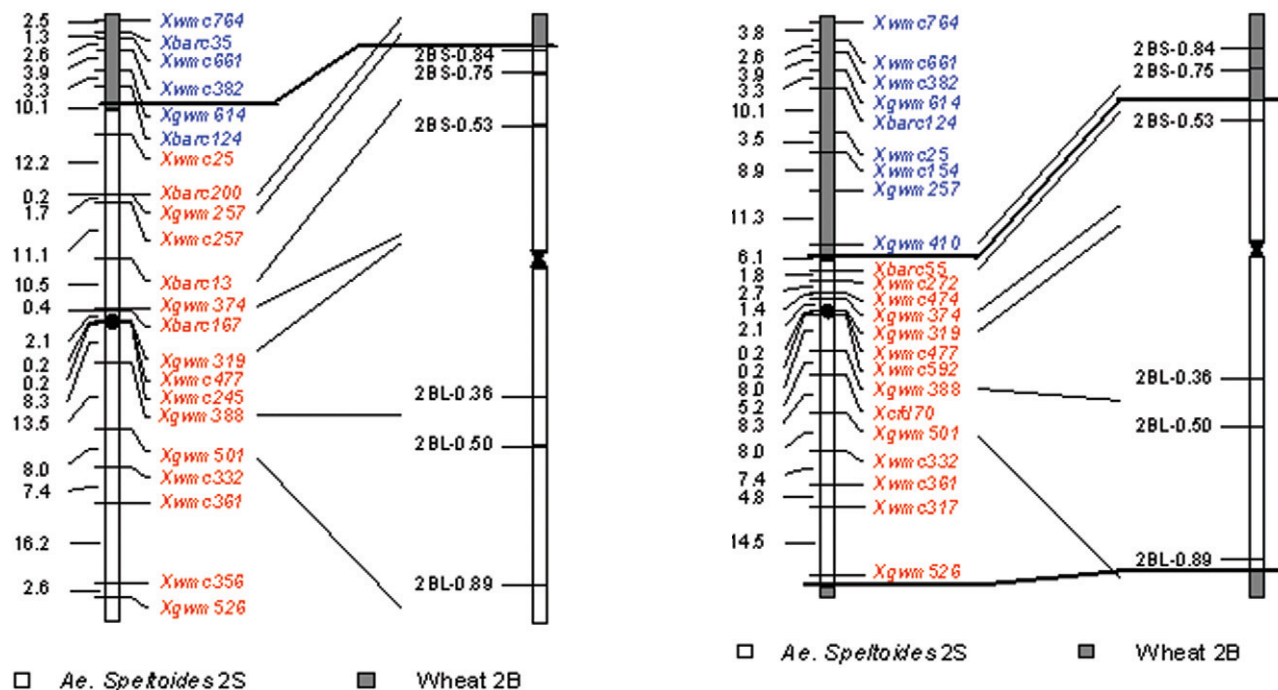 2.5
1.3
2.6
3.9
3.3
10.1
12.2
0.2
1.7
11.1
10.5
0.4
2.1
0.2
0.2
8.3
13.5
8.0
7.4
16.2
2.6
Xwmc764
Xbarc35
Xwmc661
Xwmc382
Xgwm614
Xbarc124
Xwmc25
Xbarc200
Xgwm257
Xwmc257
Xbarc13
Xgwm374
Xbarc167
Xgwm319
Xwmc477
Xwmc245
Xgwm388
Xgwm501
Xwmc332
Xwmc361
Xwmc356
Xgwm526
2BS-0.84
2BS-0.75
2BS-0.53
2BL-0.36
2BL-0.50
2BL-0.89
Ae. Speltoides 2S
Wheat 2B
3.8
2.6
3.9
3.3
10.1
3.5
8.9
11.3
6.1
1.8
2.7
1.4
2.1
0.2
0.2
8.0
5.2
8.3
8.0
7.4
4.8
14.5
Xwmc764
Xwmc661
Xwmc382
Xgwm614
Xbarc124
Xwmc25
Xwmc154
Xgwm257
Xgwm410
Xbarc55
Xwmc272
Xwmc474
Xgwm374
Xgwm319
Xwmc477
Xwmc592
Xgwm388
Xcfd70
Xgwm501
Xwmc332
Xwmc361
Xwmc317
Xgwm526
2BS-0.84
2BS-0.75
2BS-0.53
2BL-0.36
2BL-0.50
2BL-0.89
Ae. Speltoides 2S
Wheat 2B